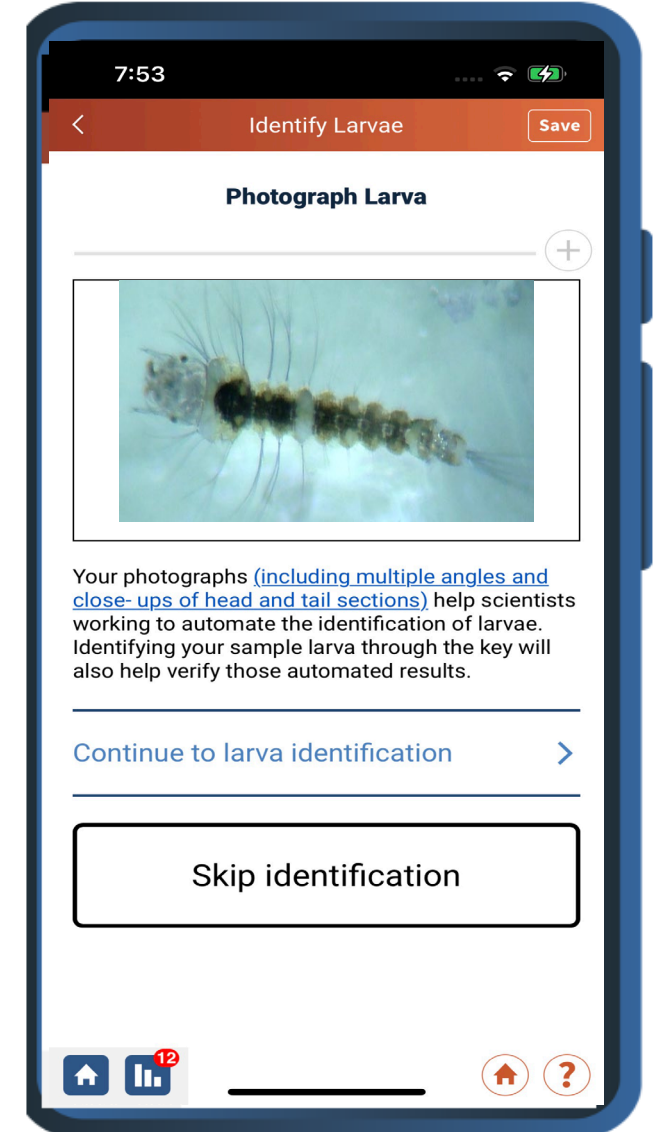 7:53
Identify Larvae
Save
Photograph Larva
Your photographs (including multiple angles and
close- ups of head and tail sections) help scientists
working to automate the identification of larvae.
Identifying your sample larva through the key will
also help verify those automated results.
Continue to larva identification
Skip identification
12
?